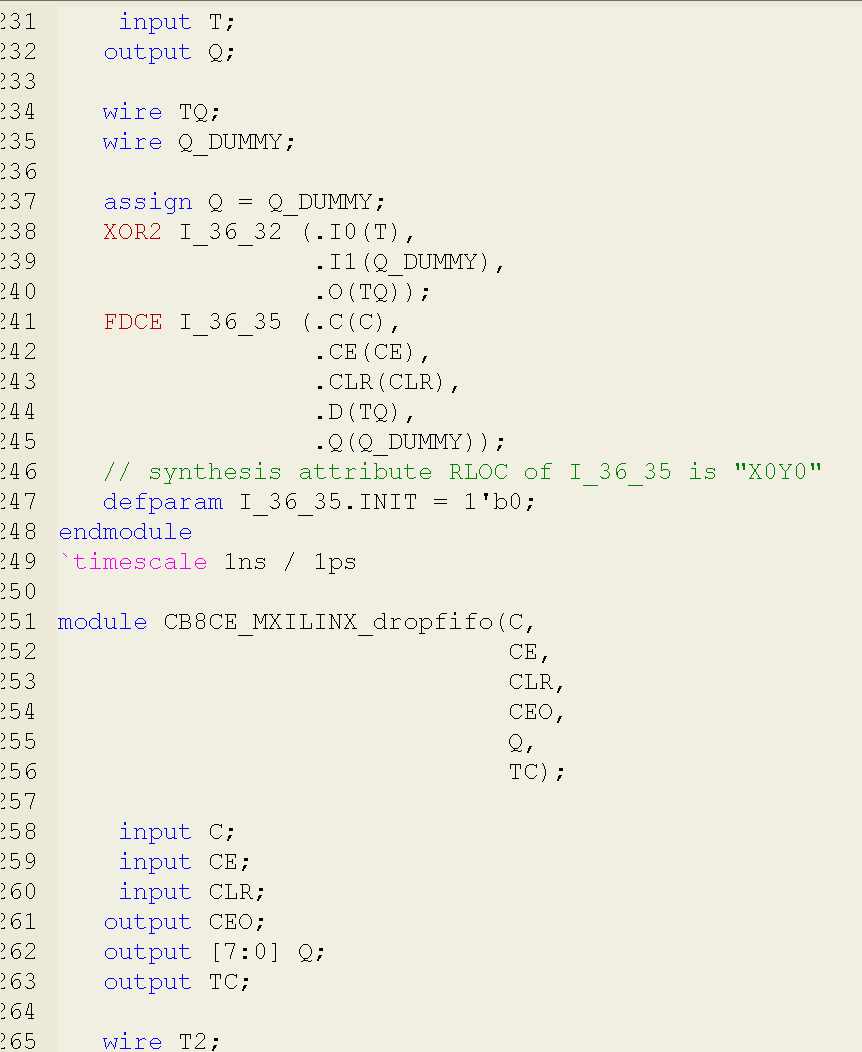 231 input T;
232 output Q;
233
234 wire TQ;
235 wire Q_DUMMY;
236
237 assign Q = Q_DUMMY;
238 XOR2 I_36_32 (.I0(T),
239 .I1(Q_DUMMY),
240 .O(TQ));
241 FDCE I_36_35 (.C(C),
242 .CE(CE),
243 .CLR(CLR),
244 .D(TQ),
245 .Q(Q_DUMMY));
246 // synthesis attribute RLOC of I_36_35 is "X0Y0"
247 defparam I_36_35.INIT = 1'b0;
248 endmodule
249 `timescale 1ns / 1ps
250
251 module CB8CE_MXILINX_dropfifo(C,
252 CE,
253 CLR,
254 CEO,
255 Q,
256 TC);
257
258 input C;
259 input CE;
260 input CLR;
261 output CEO;
262 output [7:0] Q;
263 output TC;
264
265 wire T2;